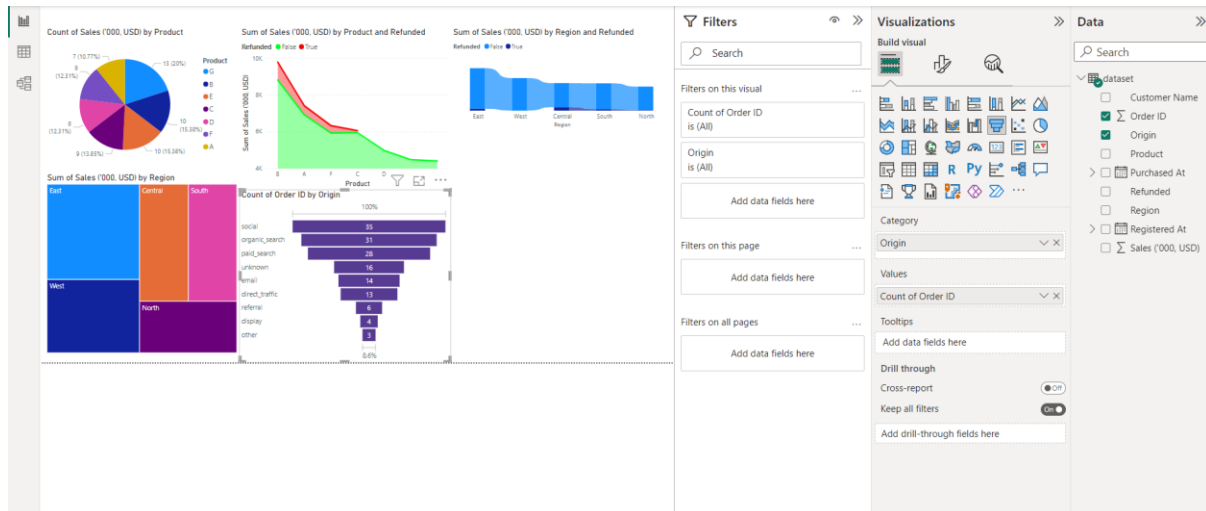 Count of Sales ('000, USD) by Product
7 (10.77%)
8
(12.31%)
8
(12.31%)
9 (13.85%)
10 (15.38%)
10
(15.38%)
13 (20%)
Product
G
B
E
C
D
F
A
Sum of Sales ('000, USD) by Product and Refunded
Refunded False True
Sum of Sales ('000, USD)
10K
8K
6K
4K
B A F C D
Product
Sum of Sales ('000, USD) by Region and Refunded
Refunded False True
East West Central South North
Region
Sum of Sales ('000, USD) by Region
East
West
Central
South
North
Count of Order ID by Origin
100%
social 35
organic_search 31
paid_search 28
unknown 16
email 14
direct_traffic 13
referral 6
display 4
other 3
8.6%
Filters
Search
Filters on this visual
Count of Order ID
is (All)
Origin
is (All)
Add data fields here
Filters on this page
Add data fields here
Filters on all pages
Add data fields here
Visualizations
Build visual
123
R Py
Category
Origin
Values
Count of Order ID
Tooltips
Add data fields here
Drill through
Cross-report Off
Keep all filters On
Add drill-through fields here
Data
Search
dataset
Customer Name
∑ Order ID
Origin
Product
Purchased At
Refunded
Region
Registered At
∑ Sales ('000, USD)